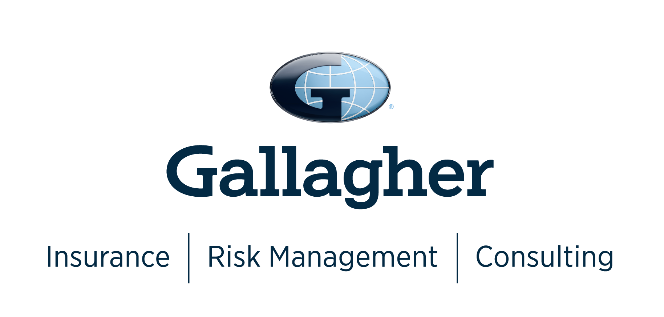 G
®
Gallagher
Insurance | Risk Management | Consulting